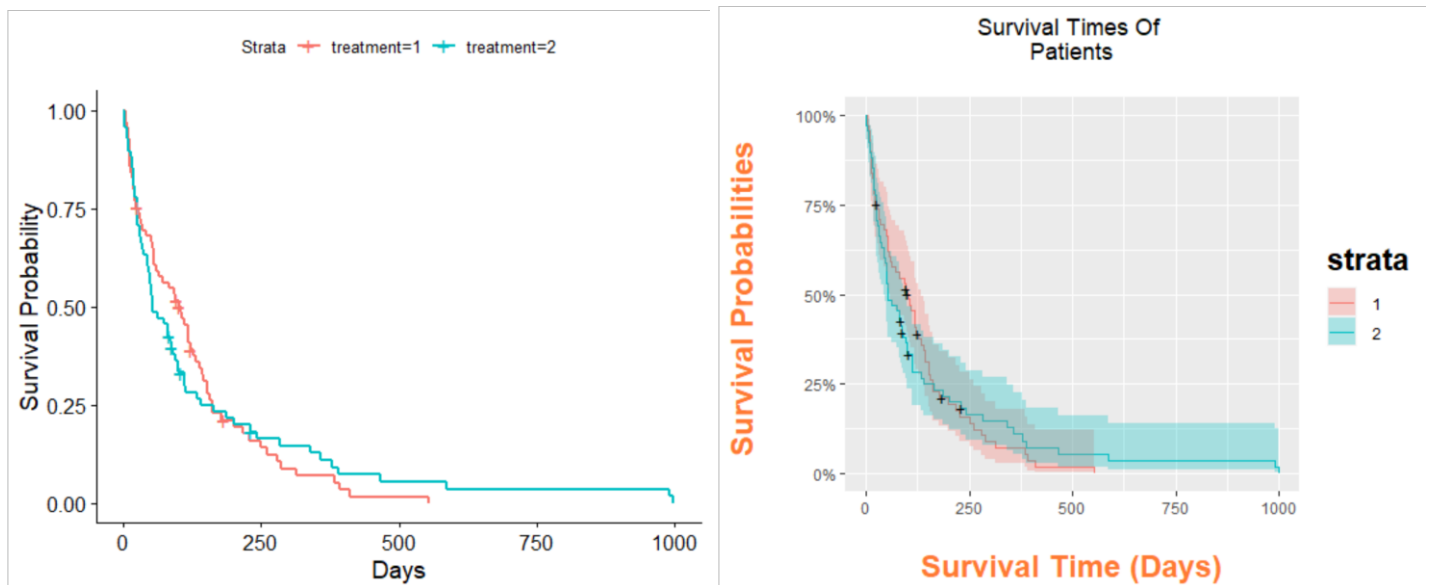 Strata treatment=1 treatment=2
Survival Probability
1.00
0.75
0.50
0.25
0.00
0 250 500 750 1000
Days
Survival Times Of
Patients
Survival Probabilities
100%
75%
50%
25%
0%
0 250 500 750 1000
Survival Time (Days)
strata
1
2